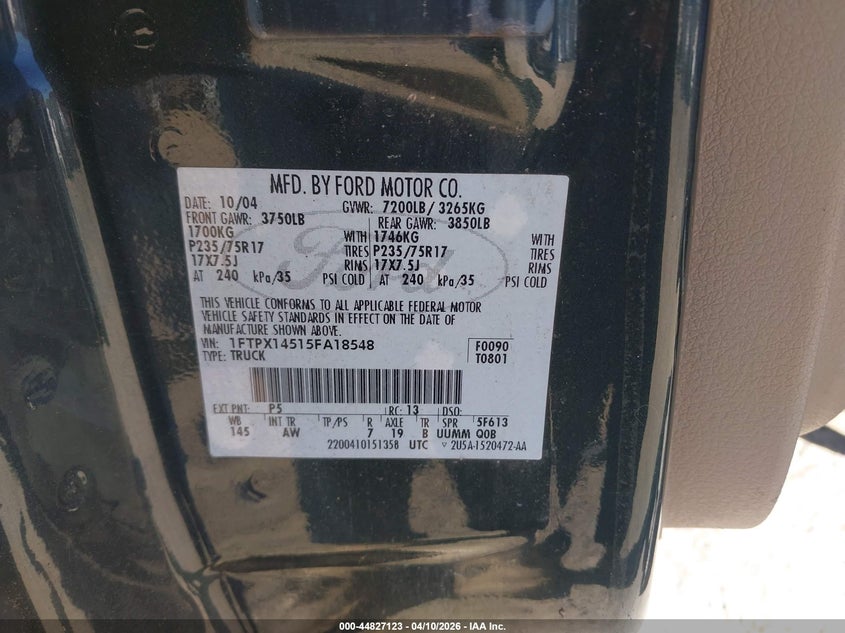 MFD. BY FORD MOTOR CO.
DATE: 10/04 GVWR: 7200LB/ 3265KG
FRONT GAWR: 3750LB REAR GAWR: 3850LB
1700KG WITH 1746KG WITH
P235/75R17 TIRES P235/75R17 TIRES
17X7.5J RIMS 17X7.5J RIMS
AT 240 kPa/35 PSI COLD AT 240 kPa/35 PSI COLD
THIS VEHICLE CONFORMS TO ALL APPLICABLE FEDERAL MOTOR
VEHICLE SAFETY STANDARDS IN EFFECT ON THE DATE OF
MANUFACTURE SHOWN ABOVE.
VIN: 1FTPX14515FA18548 F0090
TYPE: TRUCK T0801
Ford
EXT PNT: P5 RC: 13 DSO:
WB INT TR TP/PS R AXLE TR SPR 5F613
145 AW 7 19 B UUMM Q0B
2200410151358 UTC 2U5A-1520472-AA
000-44827123 - 04/10/2026 - IAA Inc.